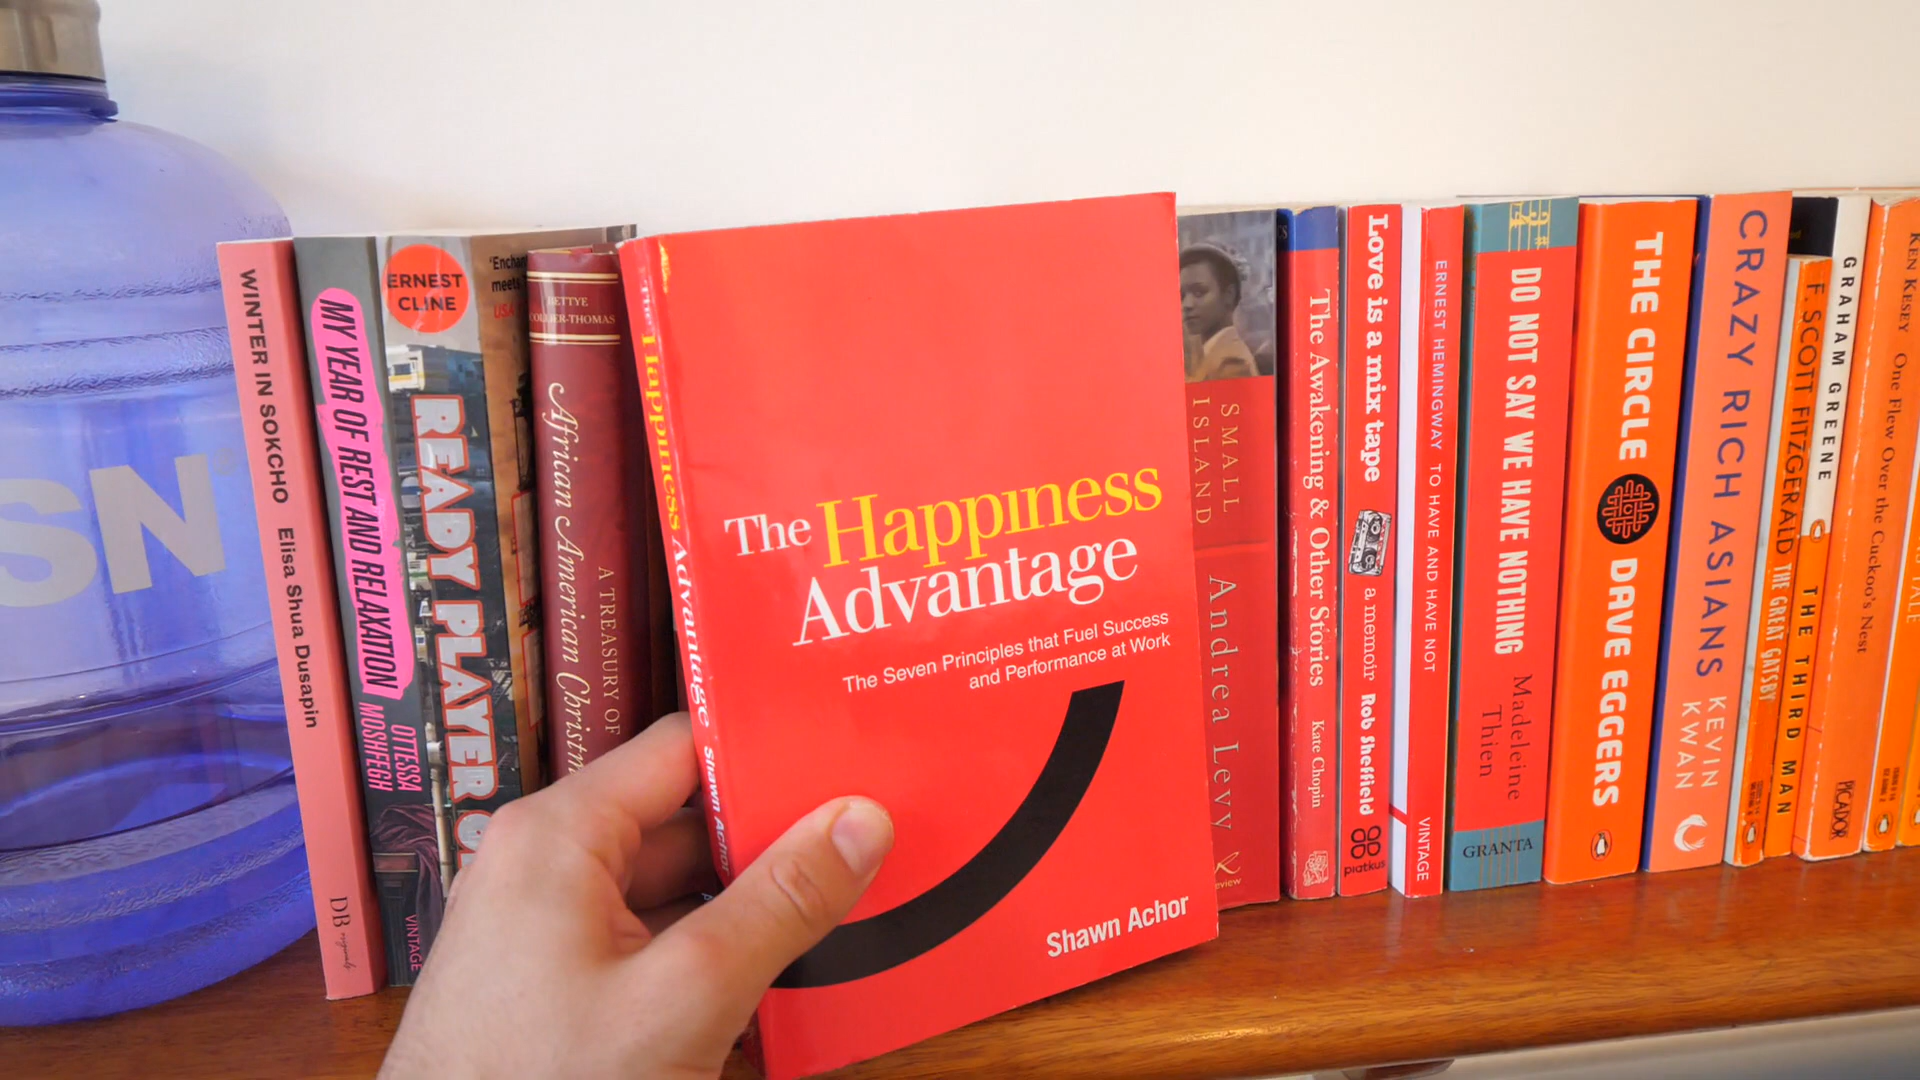 SN
WINTER IN SOKCHO Elisa Shua Dusapin
DB
MY YEAR OF REST AND RELAXATION
OTTESSA
MOSHFEGH
VINTAGE
ERNEST
CLINE
READY PLAYER
'Enchan
meets
USA
BETTYE
COLLIER-THOMAS
A TREASURY OF
African American Christm
The Happiness Advantage Shawn Achor
The Happiness
Advantage
The Seven Principles that Fuel Success
and Performance at Work
Shawn Achor
SMALL
ISLAND
Andrea Levy
eview
The Awakening & Other Stories Kate Chopin
Love is a mix tape a memoir Rob Sheffield
piatkus
ERNEST HEMINGWAY TO HAVE AND HAVE NOT
VINTAGE
DO NOT SAY WE HAVE NOTHING
Madeleine
Thien
GRANTA
THE CIRCLE DAVE EGGERS
CRAZY RICH ASIANS
KEVIN
KWAN
F. SCOTT FITZGERALD THE GREAT GATSBY
GRAHAM GREENE THE THIRD MAN
KEN KESEY One Flew Over the Cuckoo's Nest
PICADOR